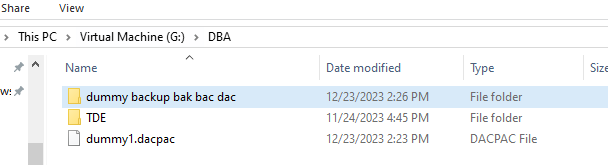 Share View
This PC > Virtual Machine (G:) > DBA
Name Date modified Type
dummy backup bak bac dac 12/23/2023 2:26 PM File folder
TDE 11/24/2023 4:45 PM File folder
dummy1.dacpac 12/23/2023 2:23 PM DACPAC File